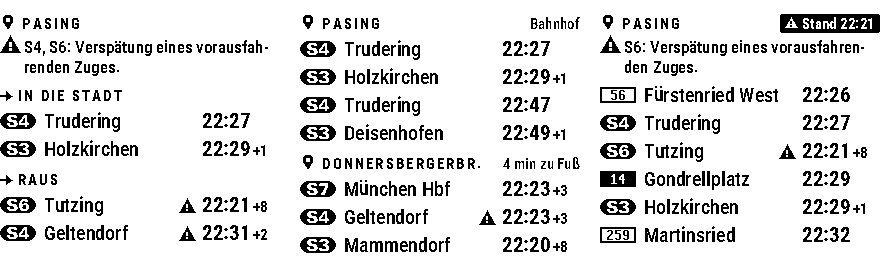 PASING
S4, S6: Verspätung eines vorausfah-
renden Zuges.
→ IN DIE STADT
S4 Trudering 22:27
S3 Holzkirchen 22:29 +1
→ RAUS
S6 Tutzing 22:21 +8
S4 Geltendorf 22:31 +2
PASING Bahnhof
S4 Trudering 22:27
S3 Holzkirchen 22:29 +1
S4 Trudering 22:47
S3 Deisenhofen 22:49 +1
DONNERSBERGERBR. 4 min zu Fuß
S7 München Hbf 22:23 +3
S4 Geltendorf 22:23 +3
S3 Mammendorf 22:20 +8
PASING Stand 22:21
S6: Verspätung eines vorausfahren-
den Zuges.
56 Fürstenried West 22:26
S4 Trudering 22:27
S6 Tutzing 22:21 +8
14 Gondrellplatz 22:29
S3 Holzkirchen 22:29 +1
259 Martinsried 22:32